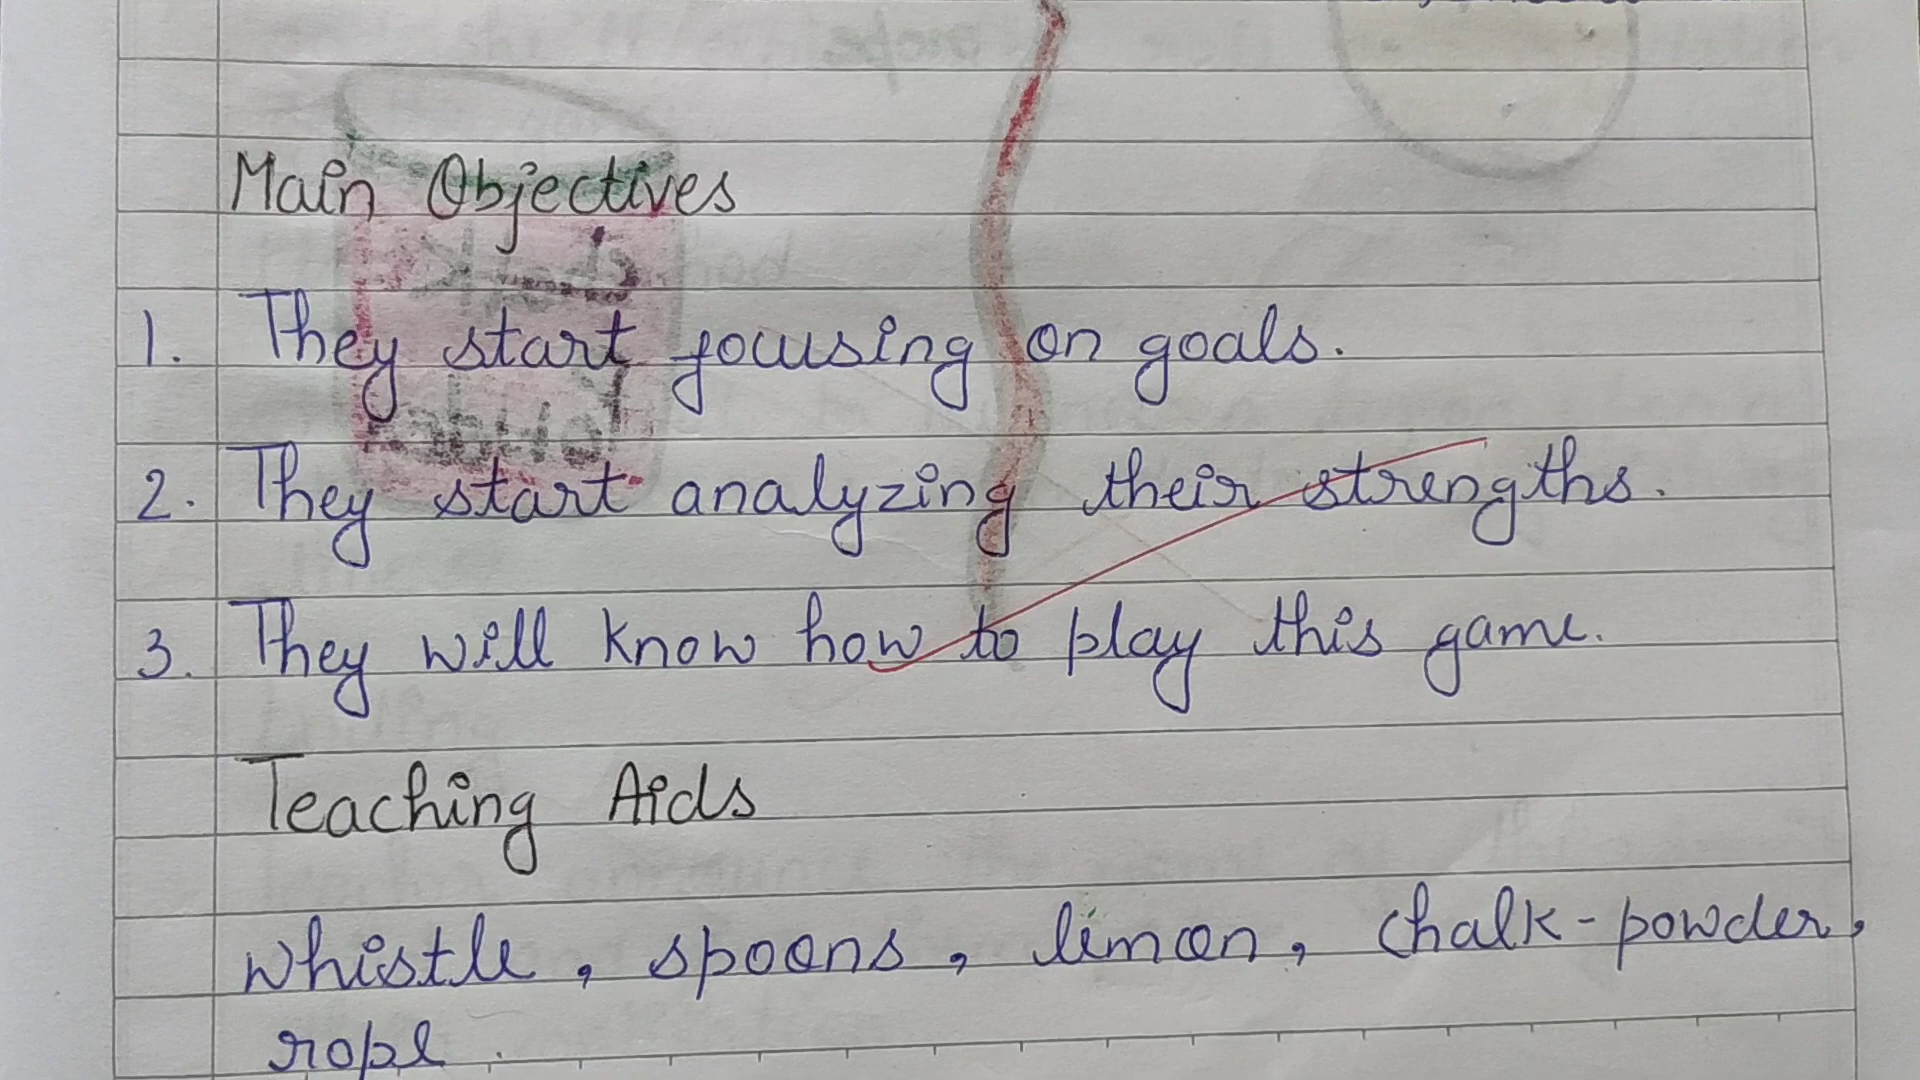 Main Objectives
1. They start focusing on goals.
2. They start analyzing their strengths.
3. They will know how to play this game.
Teaching Aids
whistle, spoons, limon, chalk-powder,
rope.